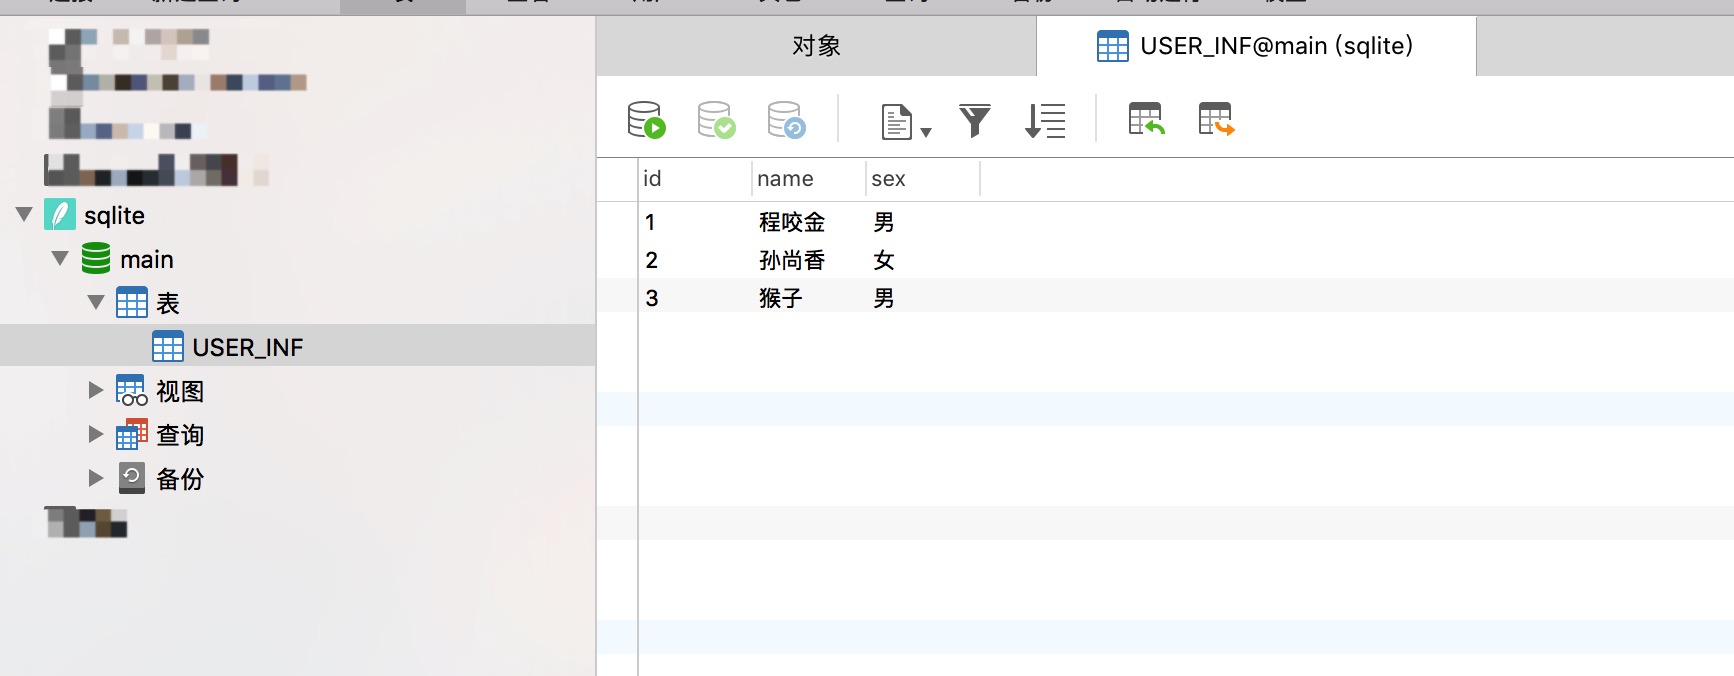 对象
USER_INF@main (sqlite)
id name sex
1 程咬金 男
2 孙尚香 女
3 猴子 男
sqlite
main
表
USER_INF
视图
查询
备份